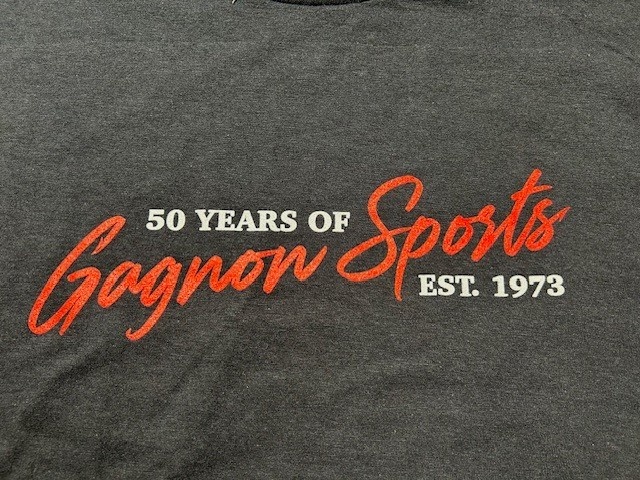 50 YEARS OF
Gagnon Sports
EST. 1973